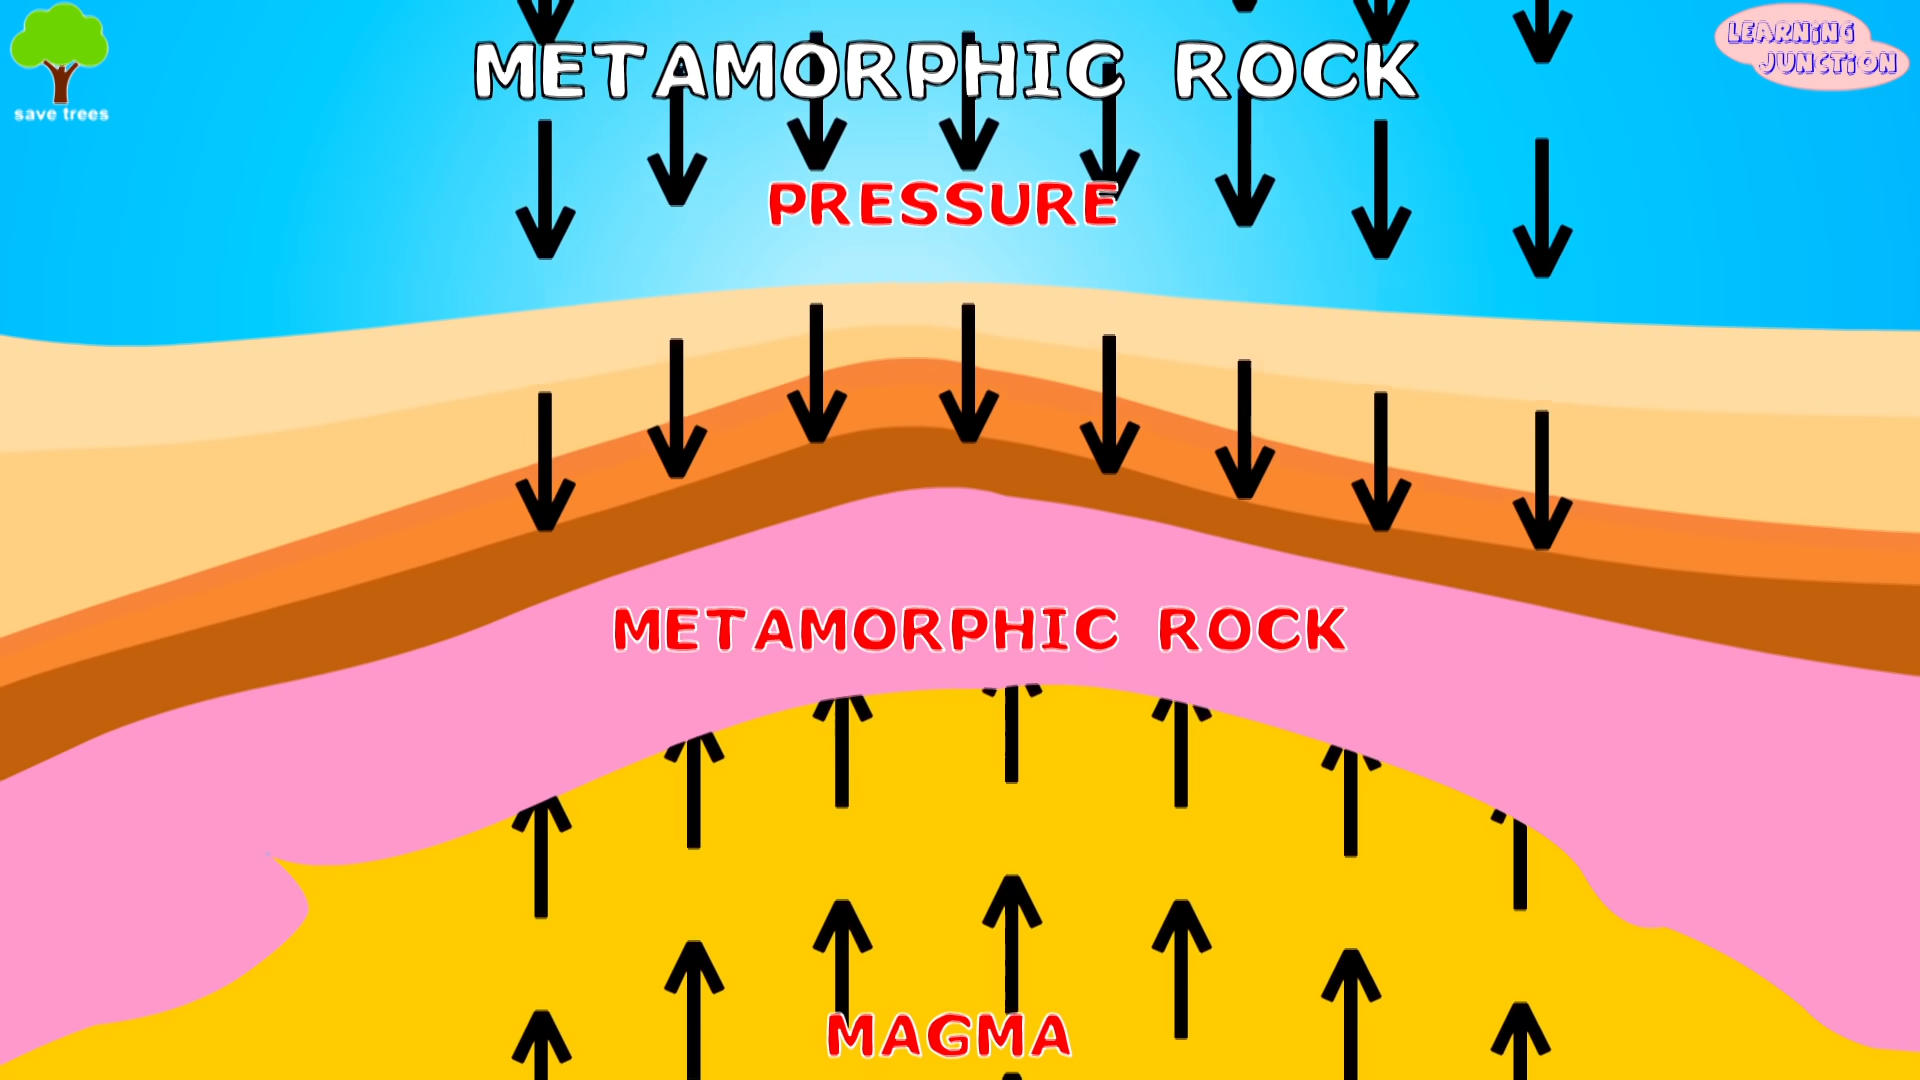 METAMORPHIC ROCK
save trees
LEARNiNG
JUNCTiON
PRESSURE
METAMORPHIC ROCK
MAGMA